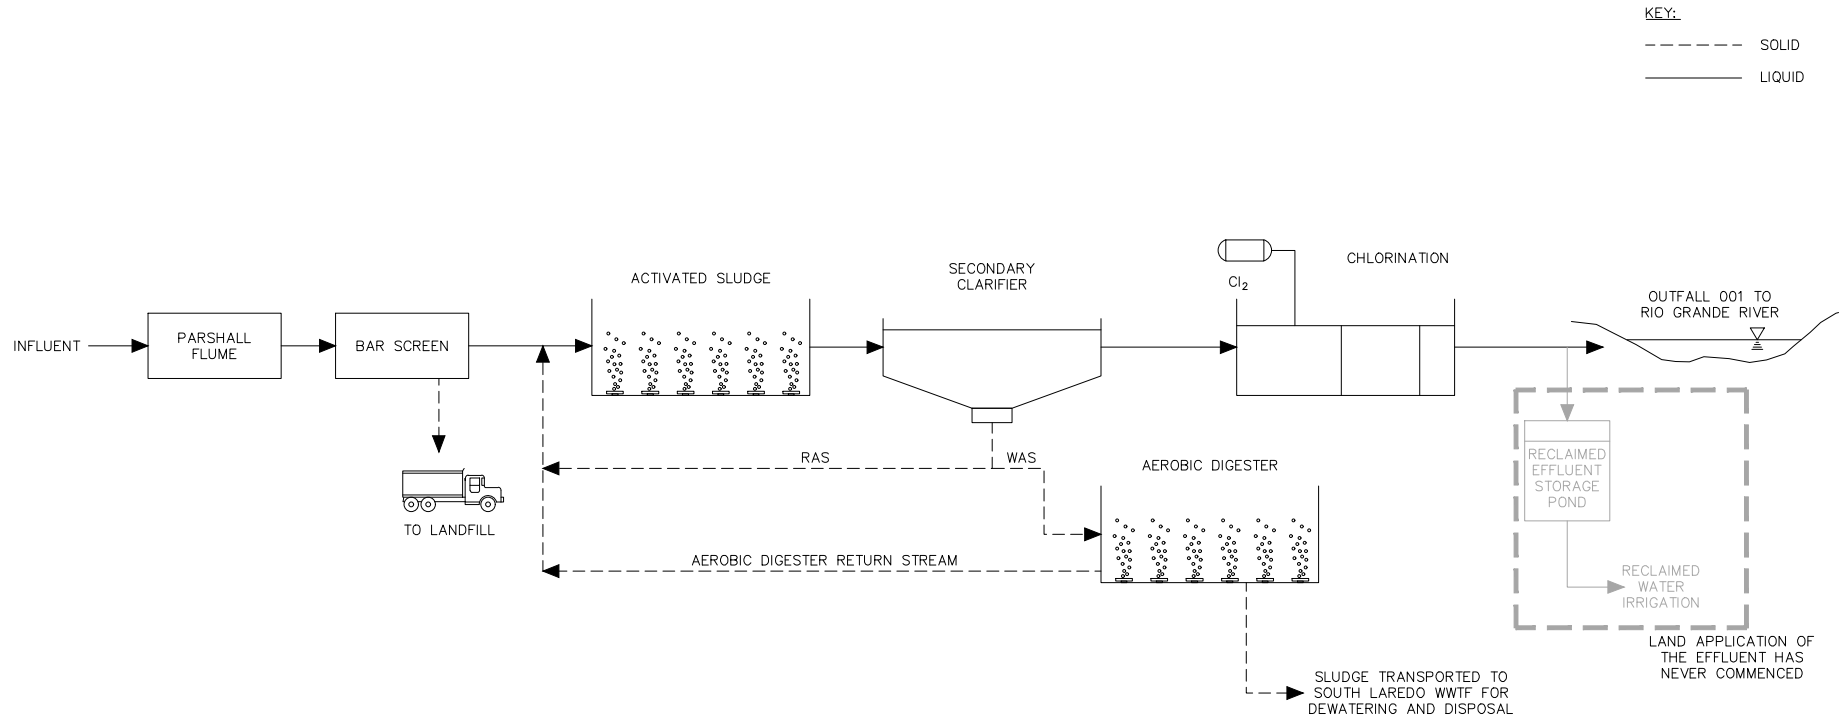 KEY:
SOLID
LIQUID
INFLUENT
PARSHALL
FLUME
BAR SCREEN
TO LANDFILL
ACTIVATED SLUDGE
SECONDARY
CLARIFIER
Cl2
CHLORINATION
OUTFALL 001 TO
RIO GRANDE RIVER
RAS
WAS
AEROBIC DIGESTER
AEROBIC DIGESTER RETURN STREAM
RECLAIMED
EFFLUENT
STORAGE
POND
RECLAIMED
WATER
IRRIGATION
LAND APPLICATION OF
THE EFFLUENT HAS
NEVER COMMENCED
SLUDGE TRANSPORTED TO
SOUTH LAREDO WWTF FOR
DEWATERING AND DISPOSAL